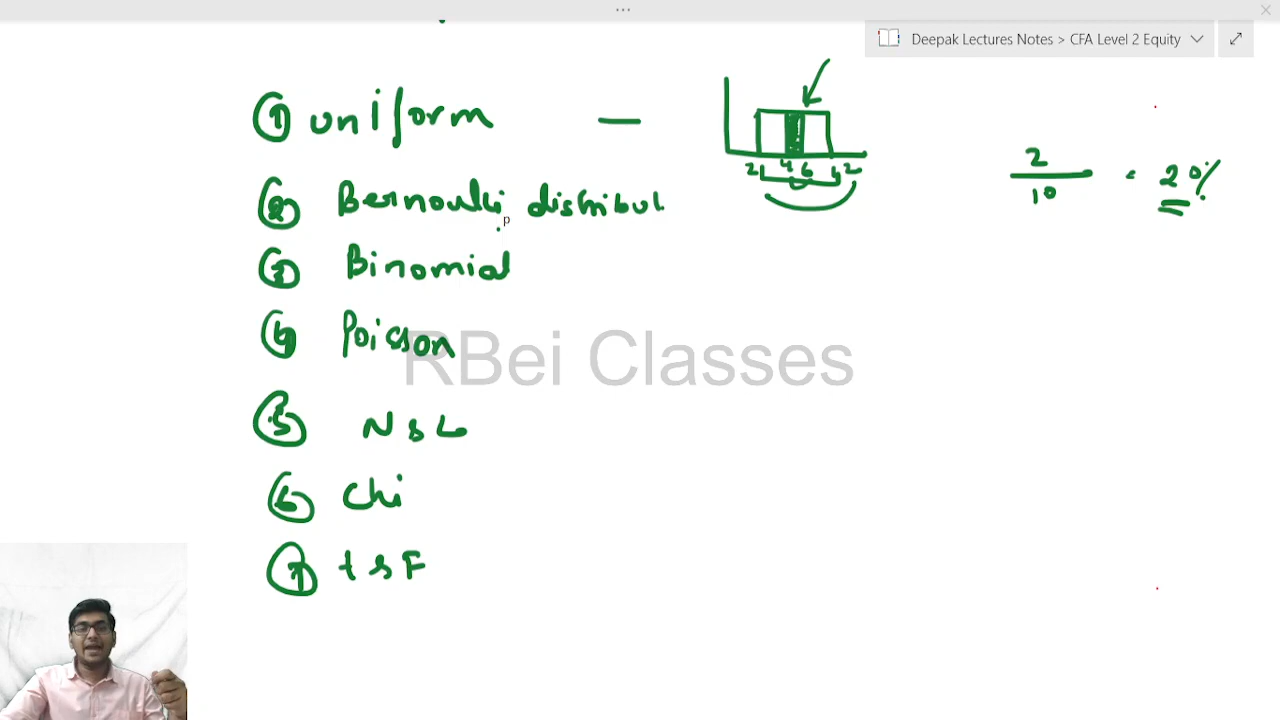 Deepak Lectures Notes > CFA Level 2 Equity
① uniform —
2 4 6 12
2
10 = 20%
② Bernoulli distribut
p
③ Binomial
④ Poisson
RBei Classes
⑤ N & L
⑥ Chi
⑦ t & F